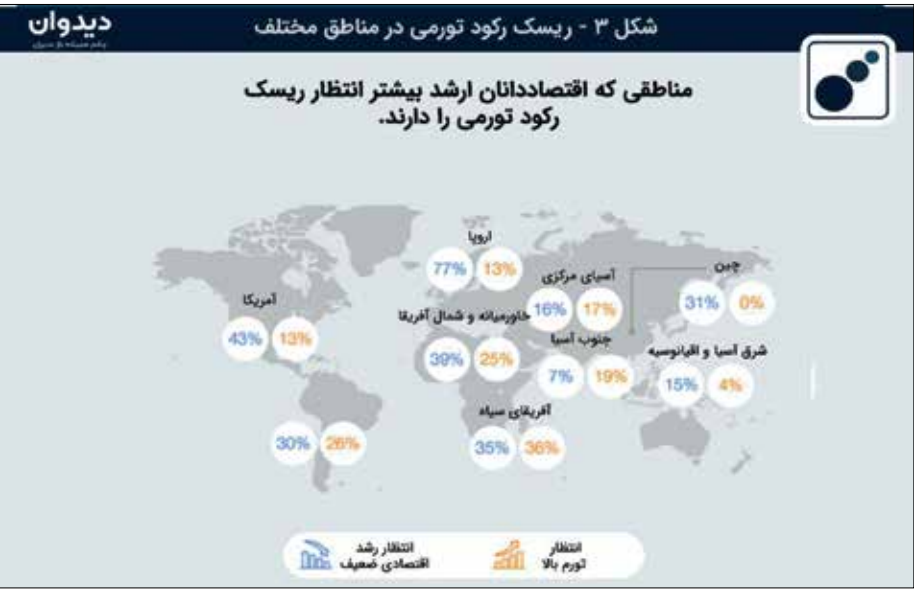 دیدوان
شکل ۳ - ریسک رکود تورمی در مناطق مختلف
مناطقی که اقتصاددانان ارشد بیشتر انتظار ریسک
رکود تورمی را دارند.
اروپا
77% 13%
آسیای مرکزی
16% 17%
چین
31% 0%
آمریکا
43% 13%
خاورمیانه و شمال آفریقا
39% 25%
جنوب آسیا
7% 19%
شرق آسیا و اقیانوسیه
15% 4%
آفریقای سیاه
35% 36%
30% 26%
انتظار رشد
اقتصادی ضعیف
انتظار
تورم بالا